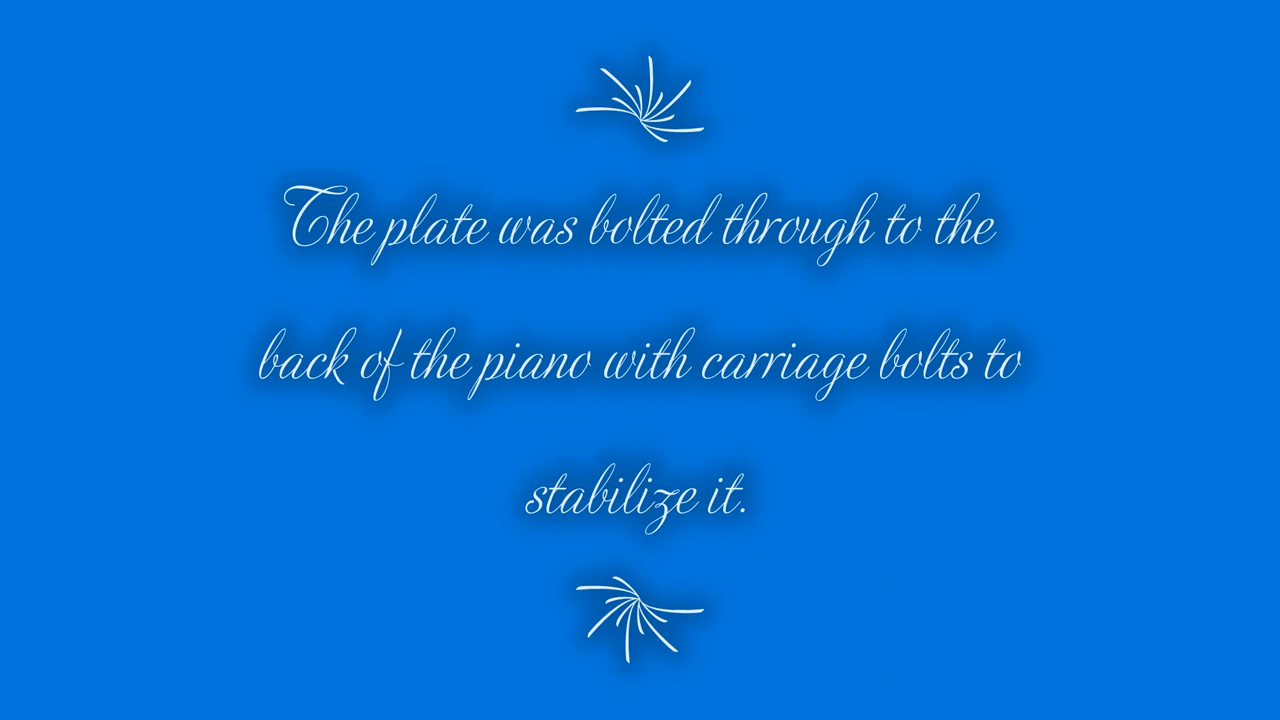 The plate was bolted through to the
back of the piano with carriage bolts to
stabilize it.